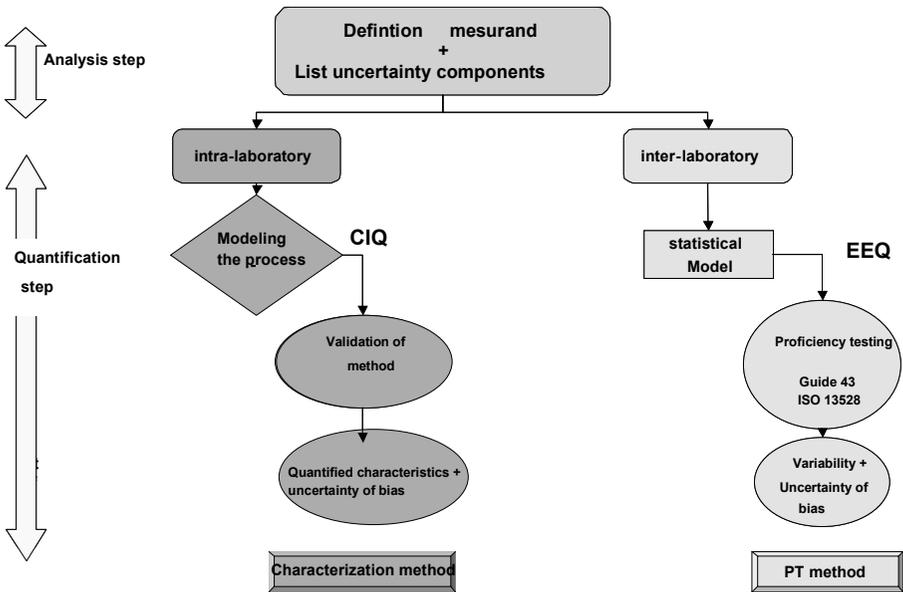 Defintion mesurand
+
List uncertainty components
Analysis step
intra-laboratory
inter-laboratory
Modeling
the process
CIQ
statistical
Model
EEQ
Quantification
step
Validation of
method
Proficiency testing
Guide 43
ISO 13528
Quantified characteristics +
uncertainty of bias
Variability +
Uncertainty of
bias
Characterization method
PT method